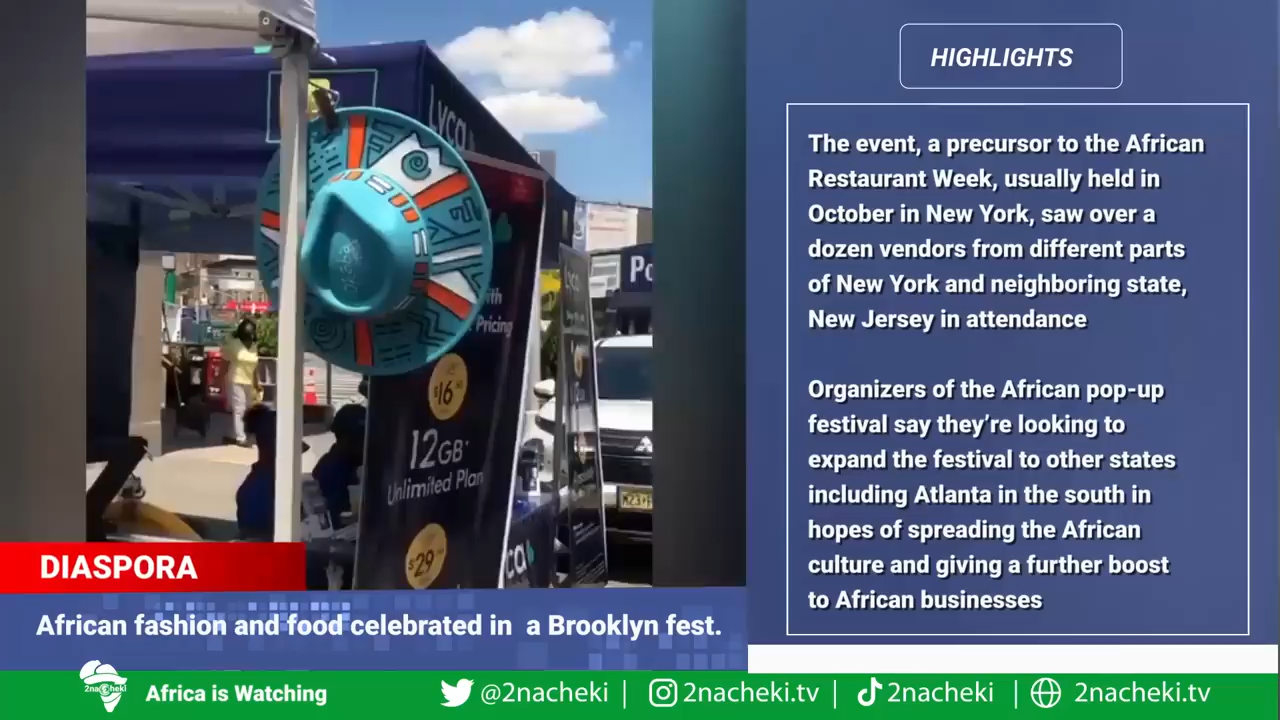 HIGHLIGHTS
The event, a precursor to the African
Restaurant Week, usually held in
October in New York, saw over a
dozen vendors from different parts
of New York and neighboring state,
New Jersey in attendance
Organizers of the African pop-up
festival say they’re looking to
expand the festival to other states
including Atlanta in the south in
hopes of spreading the African
culture and giving a further boost
to African businesses
Lyca
Pricing
$16
12GB
Unlimited Plan
$29
DIASPORA
African fashion and food celebrated in a Brooklyn fest.
2nacheki
Africa is Watching
@2nacheki | 2nacheki.tv | 2nacheki | 2nacheki.tv